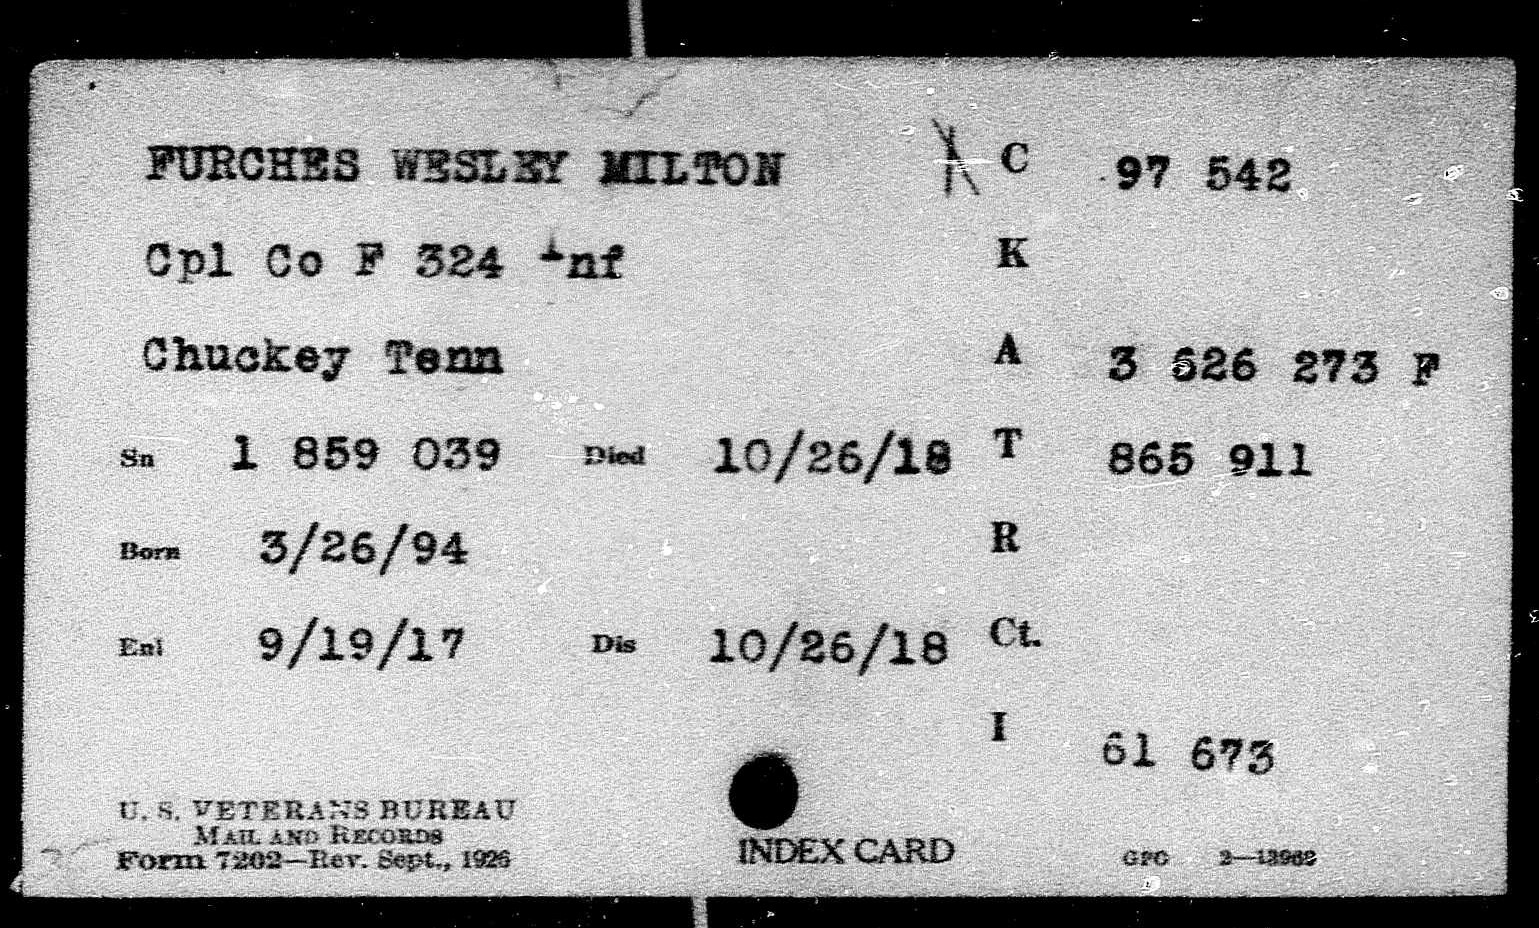 FURCHES WESLEY MILTON C 97 542
Cpl Co F 324 Inf K
Chuckey Tenn A 3 626 273 F
Sn 1 859 039 Died 10/26/18 T 865 911
Born 3/26/94 R
Enl 9/19/17 Dis 10/26/18 Ct.
I 61 673
U. S. VETERANS BUREAU
MAIL AND RECORDS
Form 7202—Rev. Sept., 1926
INDEX CARD
GPO